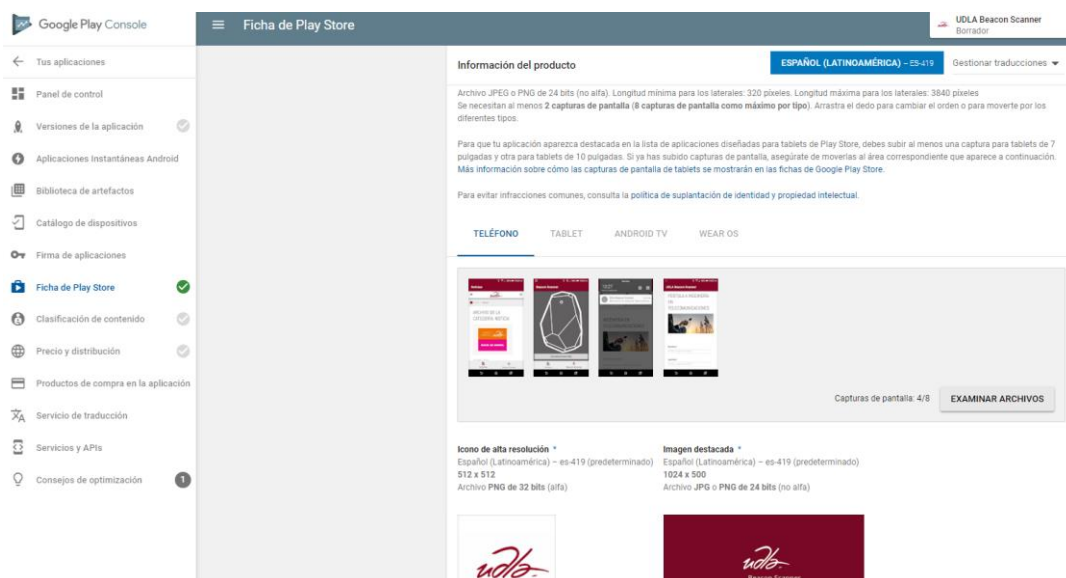 Google Play Console
Ficha de Play Store
UDLA Beacon Scanner
Borrador
Tus aplicaciones
Panel de control
Versiones de la aplicación
Aplicaciones Instantáneas Android
Biblioteca de artefactos
Catálogo de dispositivos
Firma de aplicaciones
Ficha de Play Store
Clasificación de contenido
Precio y distribución
Productos de compra en la aplicación
Servicio de traducción
Servicios y APIs
Consejos de optimización
1
Información del producto
ESPAÑOL (LATINOAMÉRICA) – ES-419
Gestionar traducciones
Archivo JPEG o PNG de 24 bits (no alfa). Longitud mínima para los laterales: 320 píxeles. Longitud máxima para los laterales: 3840 píxeles
Se necesitan al menos 2 capturas de pantalla (8 capturas de pantalla como máximo por tipo). Arrastra el dedo para cambiar el orden o para moverte por los
diferentes tipos.
Para que tu aplicación aparezca destacada en la lista de aplicaciones diseñadas para tablets de Play Store, debes subir al menos una captura para tablets de 7
pulgadas y otra para tablets de 10 pulgadas. Si ya has subido capturas de pantalla, asegúrate de moverlas al área correspondiente que aparece a continuación.
Más información sobre cómo las capturas de pantalla de tablets se mostrarán en las fichas de Google Play Store.
Para evitar infracciones comunes, consulta la política de suplantación de identidad y propiedad intelectual.
TELÉFONO
TABLET
ANDROID TV
WEAR OS
ARCHIVO DE LA
CATEGORÍA: NOTICIA
Beacon Scanner
UDLA Beacon Scanner
TELECOMUNICACIONES
Capturas de pantalla: 4/8
EXAMINAR ARCHIVOS
Icono de alta resolución *
Español (Latinoamérica) – es-419 (predeterminado)
512 x 512
Archivo PNG de 32 bits (alfa)
Imagen destacada *
Español (Latinoamérica) – es-419 (predeterminado)
1024 x 500
Archivo JPG o PNG de 24 bits (no alfa)
udla-
udla-
Beacon Scanner